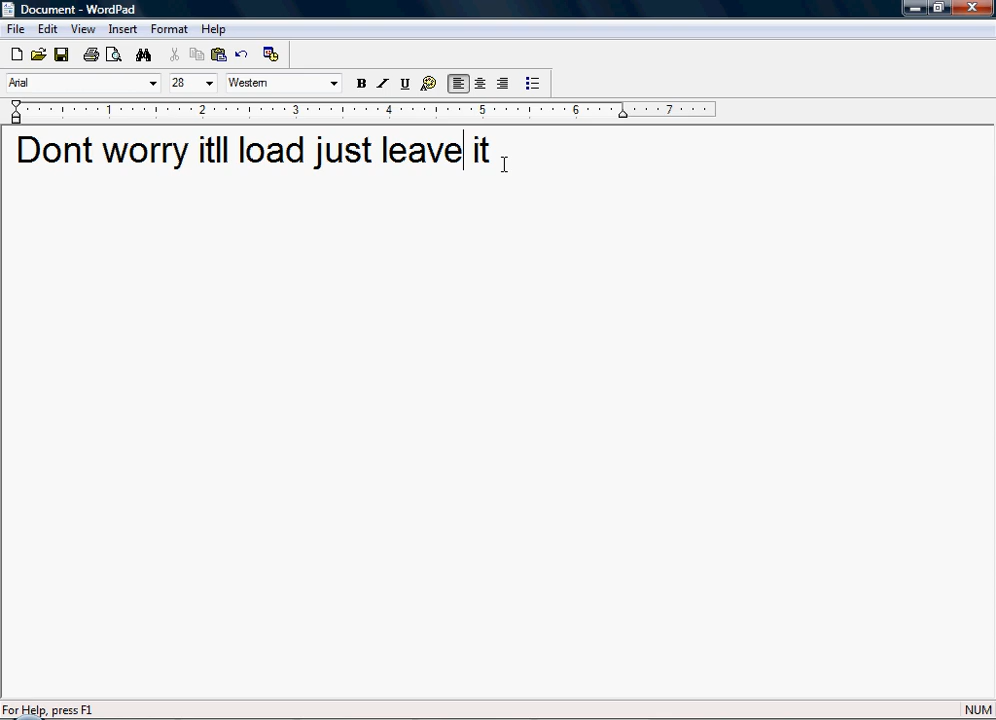 Document - WordPad
File Edit View Insert Format Help
Arial 28 Western B U
1 2 3 4 5 6 7
Dont worry itll load just leave it
For Help, press F1 NUM